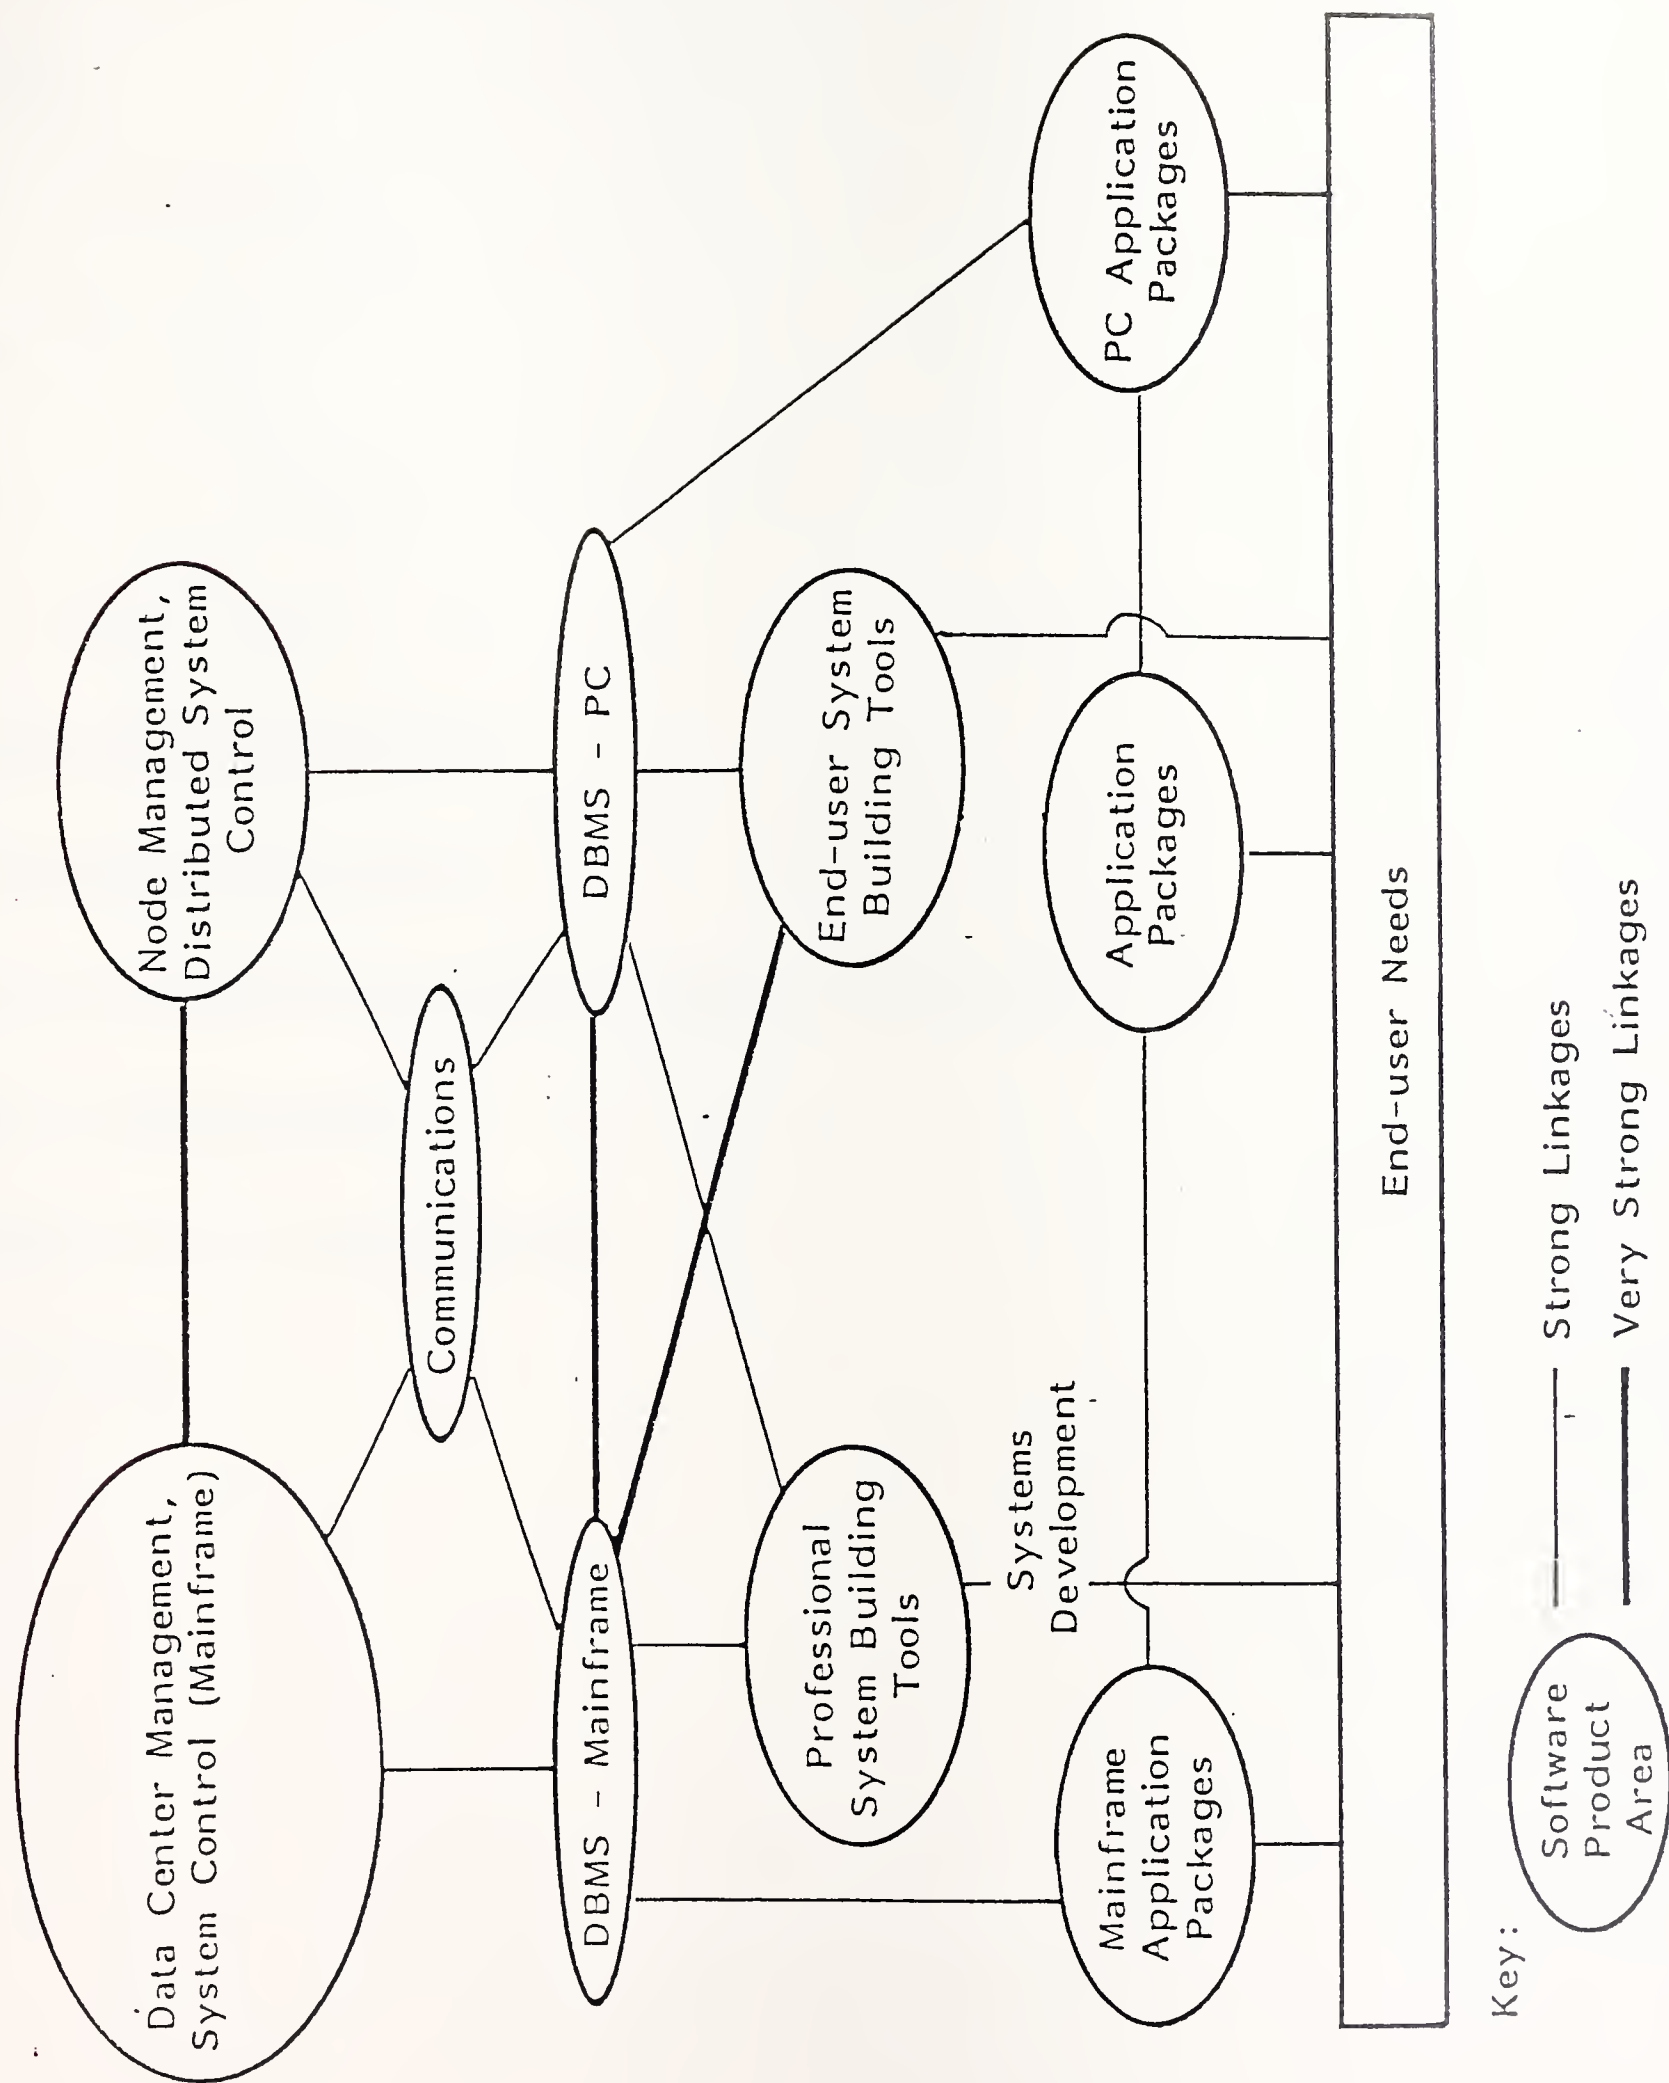 Data Center Management,
System Control (Mainframe)
Node Management,
Distributed System
Control
Communications
DBMS - Mainframe
DBMS - PC
Professional
System Building
Tools
End-user System
Building Tools
Systems
Development
Mainframe
Application
Packages
Application
Packages
PC Application
Packages
End-user Needs
Key:
Software
Product
Area
Strong Linkages
Very Strong Linkages